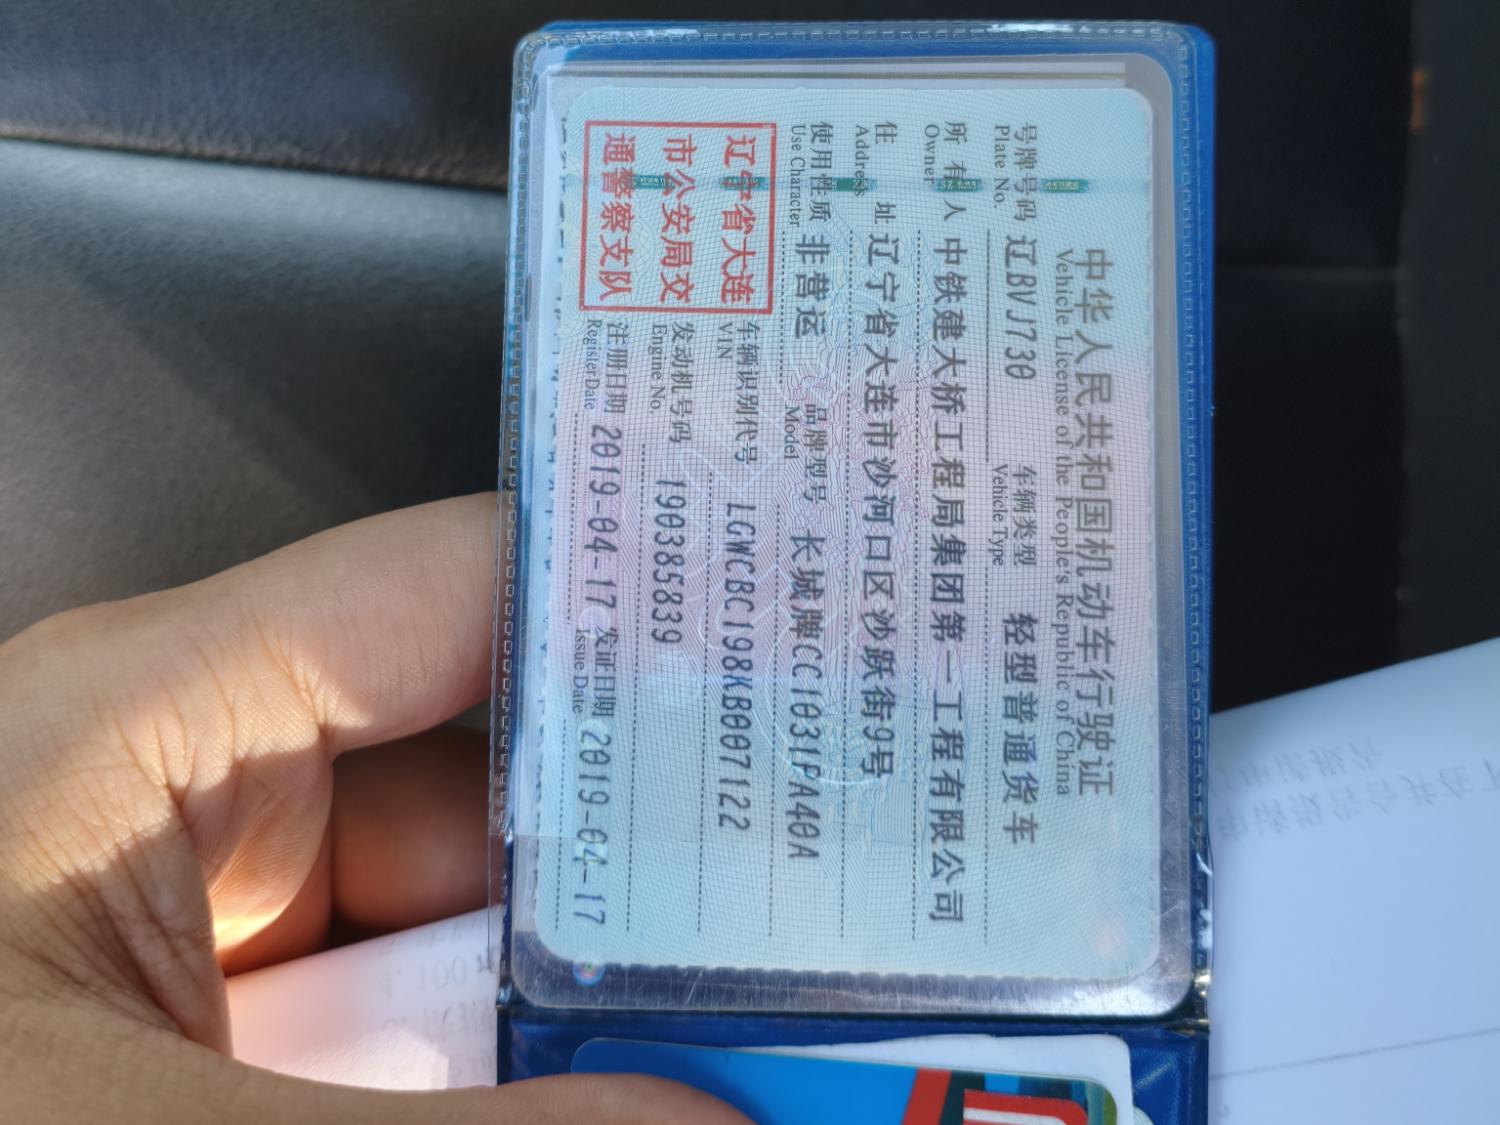 中华人民共和国机动车行驶证
Vehicle License of the People's Republic of China
号牌号码 辽BVJ730 车辆类型 轻型普通货车
Plate No. Vehicle Type
所有人 中铁建大桥工程局集团第一工程有限公司
Owner
住址 辽宁省大连市沙河口区沙跃街9号
Address
使用性质 非营运 品牌型号 长城牌CC1031PA40A
Use Character Model
辽宁省大连
市公安局交
通警察支队
车辆识别代号 LGWCBC198KB007122
VIN
发动机号码 1903B5839
Engine No.
注册日期 2019-04-17 发证日期 2019-04-17
Register Date Issue Date